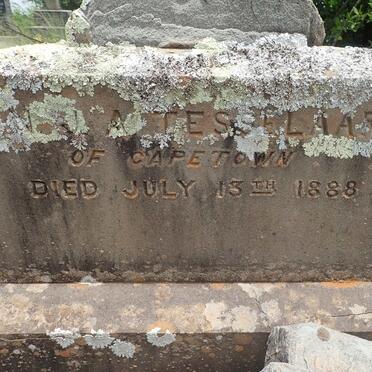 A TESSELAAR
OF CAPETOWN
DIED JULY 13TH 1888